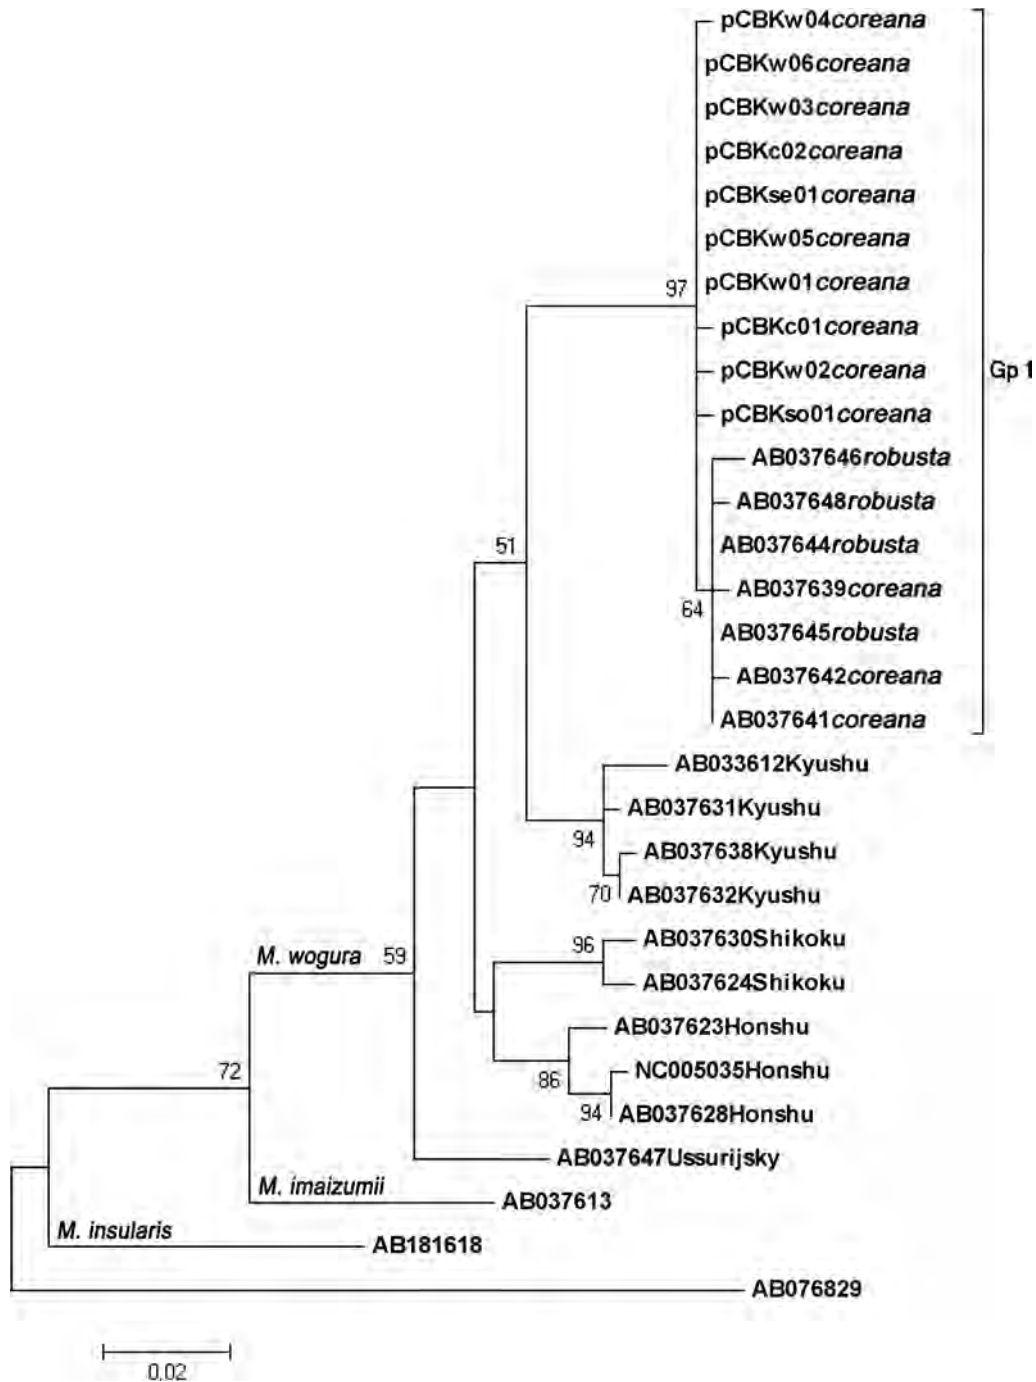 pCBKw04coreana
pCBKw06coreana
pCBKw03coreana
pCBKc02coreana
pCBKse01coreana
pCBKw05coreana
pCBKw01coreana
97
pCBKc01coreana
pCBKw02coreana
Gp 1
pCBKso01coreana
AB037646robusta
AB037648robusta
51
AB037644robusta
AB037639coreana
64
AB037645robusta
AB037642coreana
AB037641coreana
AB033612Kyushu
AB037631Kyushu
94
AB037638Kyushu
70
AB037632Kyushu
96
AB037630Shikoku
M. wogura
59
AB037624Shikoku
AB037623Honshu
72
86
NC005035Honshu
94
AB037628Honshu
AB037647Ussurijsky
M. imaizumii
AB037613
M. insularis
AB181618
AB076829
0,02